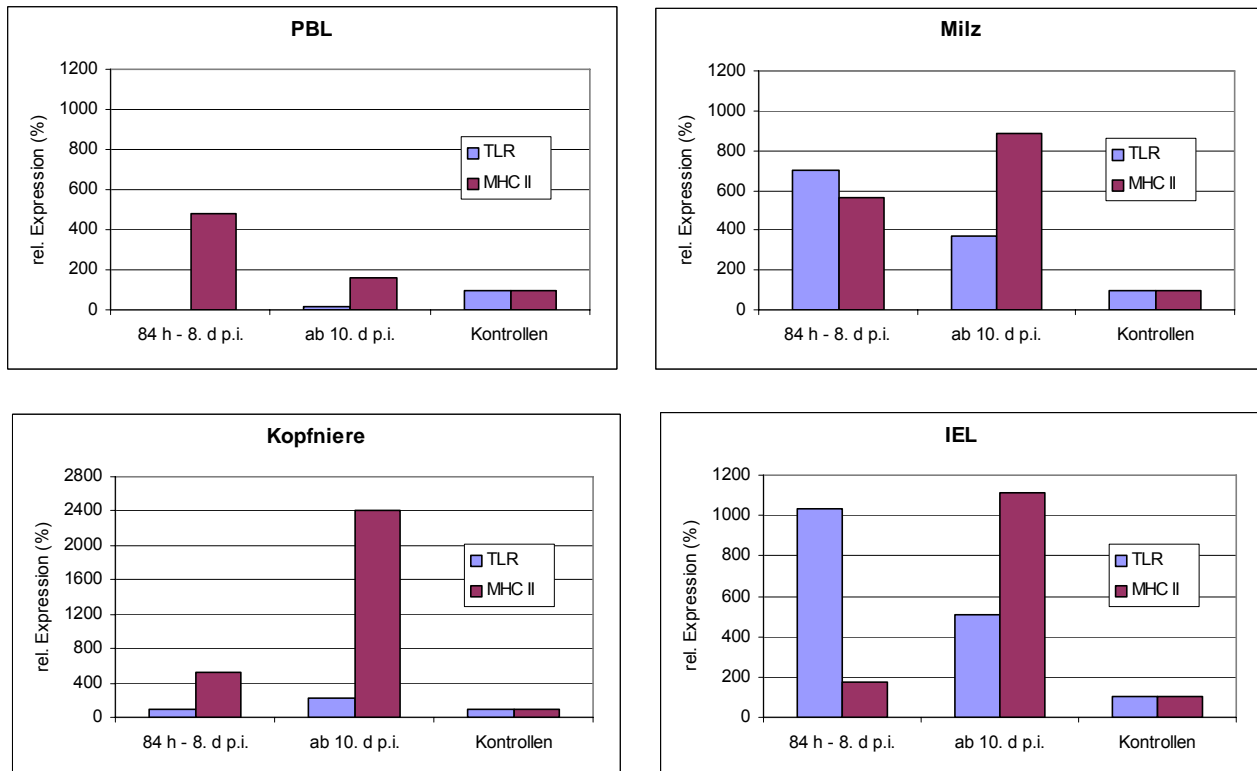 PBL
1200
1000
800
600
400
200
0
rel. Expression (%)
TLR
MHC II
84 h - 8. d p.i.
ab 10. d p.i.
Kontrollen
Milz
1200
1000
800
600
400
200
0
rel. Expression (%)
TLR
MHC II
84 h - 8. d p.i.
ab 10. d p.i.
Kontrollen
Kopfniere
2800
2400
2000
1600
1200
800
400
0
rel. Expression (%)
TLR
MHC II
84 h - 8. d p.i.
ab 10. d p.i.
Kontrollen
IEL
1200
1000
800
600
400
200
0
rel. Expression (%)
TLR
MHC II
84 h - 8. d p.i.
ab 10. d p.i.
Kontrollen